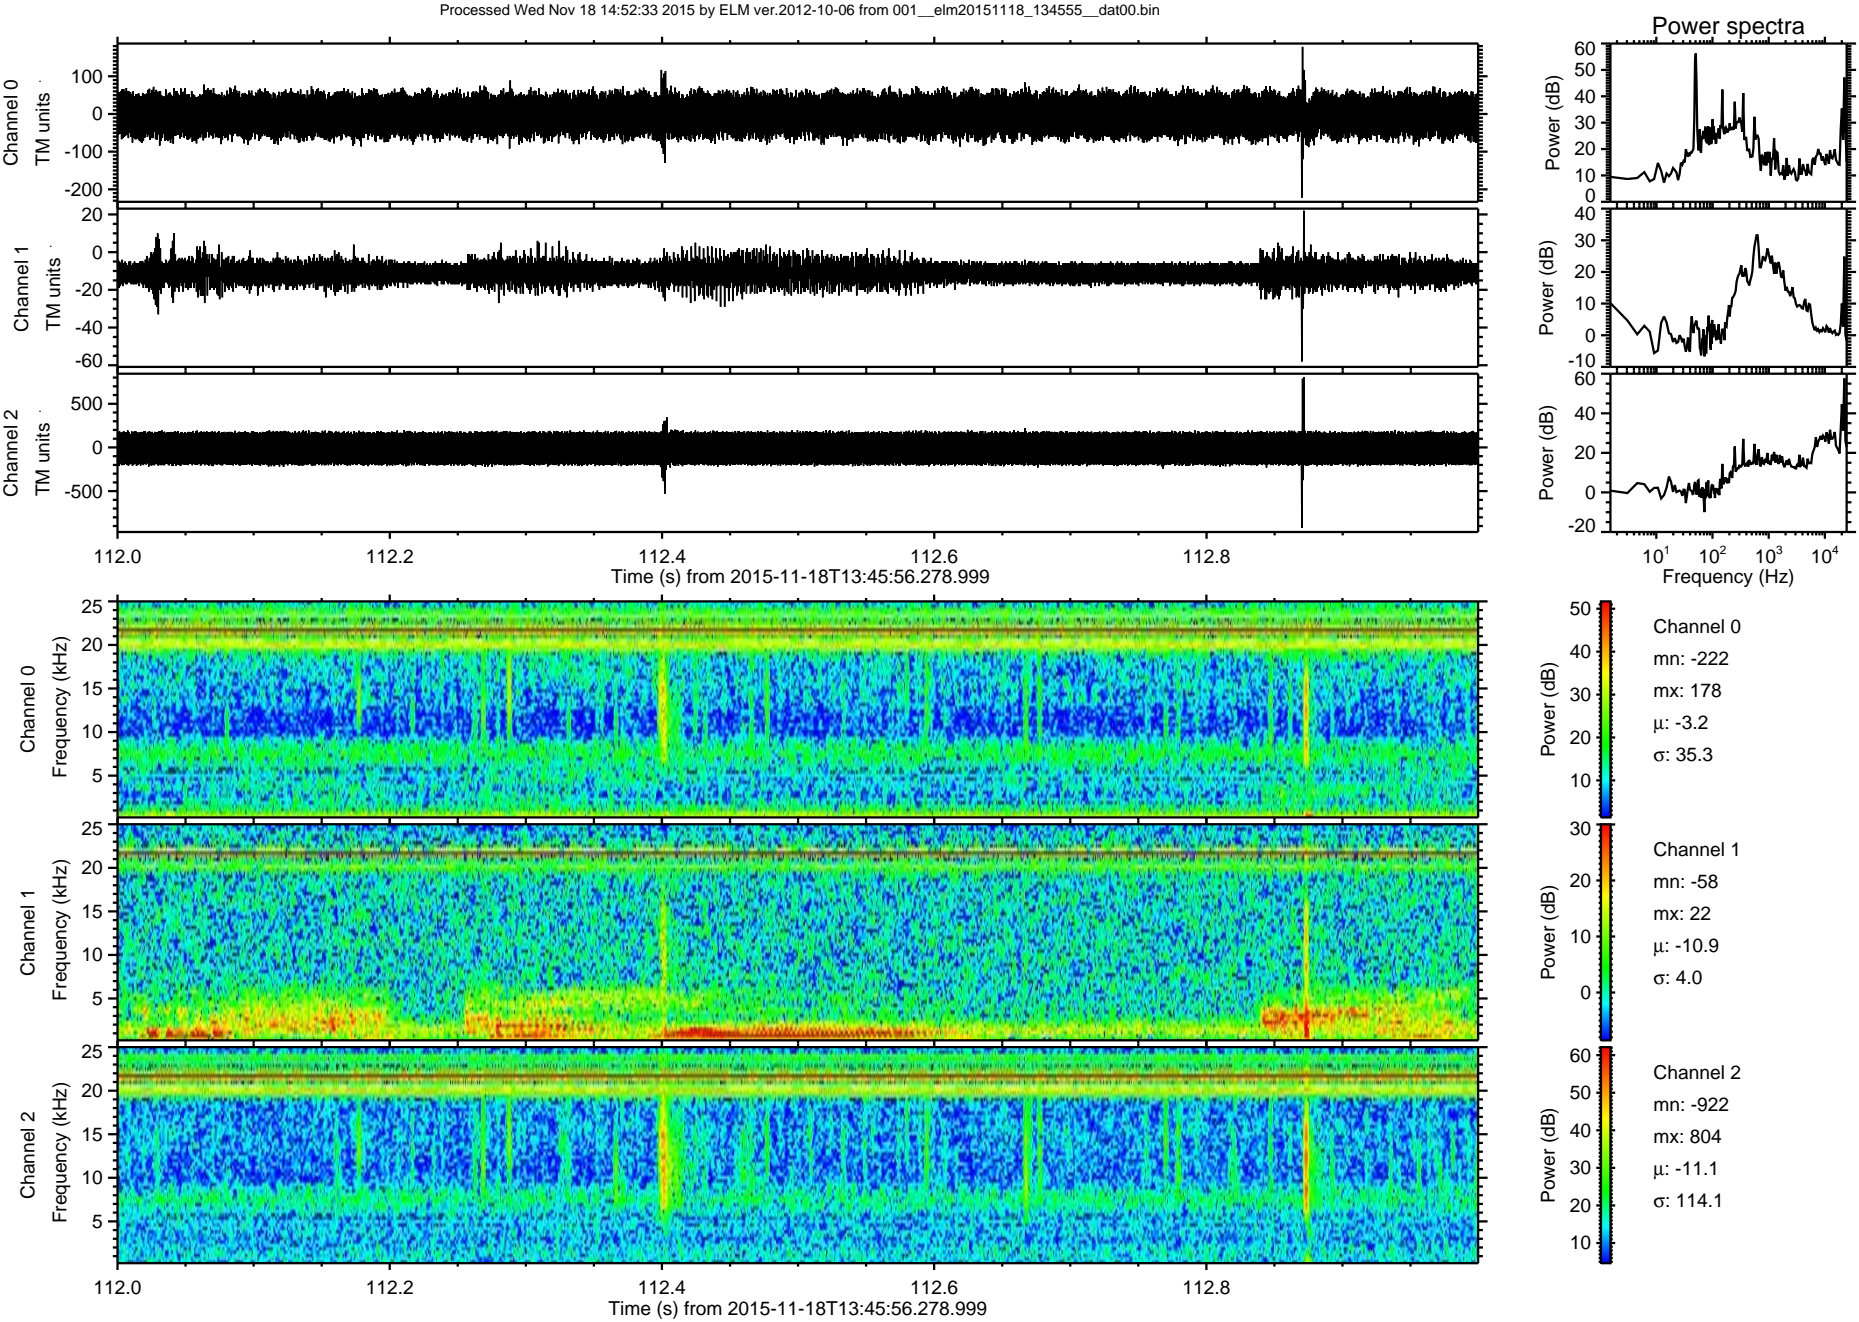 Processed Wed Nov 18 14:52:33 2015 by ELM ver.2012-10-06 from 001__elm20151118_134555__dat00.bin
Power spectra
Channel 0
TM units
100
0
-100
-200
Power (dB)
60
50
40
30
20
10
0
Channel 1
TM units
20
0
-20
-40
-60
Power (dB)
40
30
20
10
0
-10
Channel 2
TM units
500
0
-500
Power (dB)
60
40
20
0
-20
112.0
112.2
112.4
112.6
112.8
Time (s) from 2015-11-18T13:45:56.278.999
10^1
10^2
10^3
10^4
Frequency (Hz)
Channel 0
Frequency (kHz)
25
20
15
10
5
Power (dB)
50
40
30
20
10
Channel 0
mn: -222
mx: 178
μ: -3.2
σ: 35.3
Channel 1
Frequency (kHz)
25
20
15
10
5
Power (dB)
30
20
10
0
Channel 1
mn: -58
mx: 22
μ: -10.9
σ: 4.0
Channel 2
Frequency (kHz)
25
20
15
10
5
Power (dB)
60
50
40
30
20
10
Channel 2
mn: -922
mx: 804
μ: -11.1
σ: 114.1
112.0
112.2
112.4
112.6
112.8
Time (s) from 2015-11-18T13:45:56.278.999